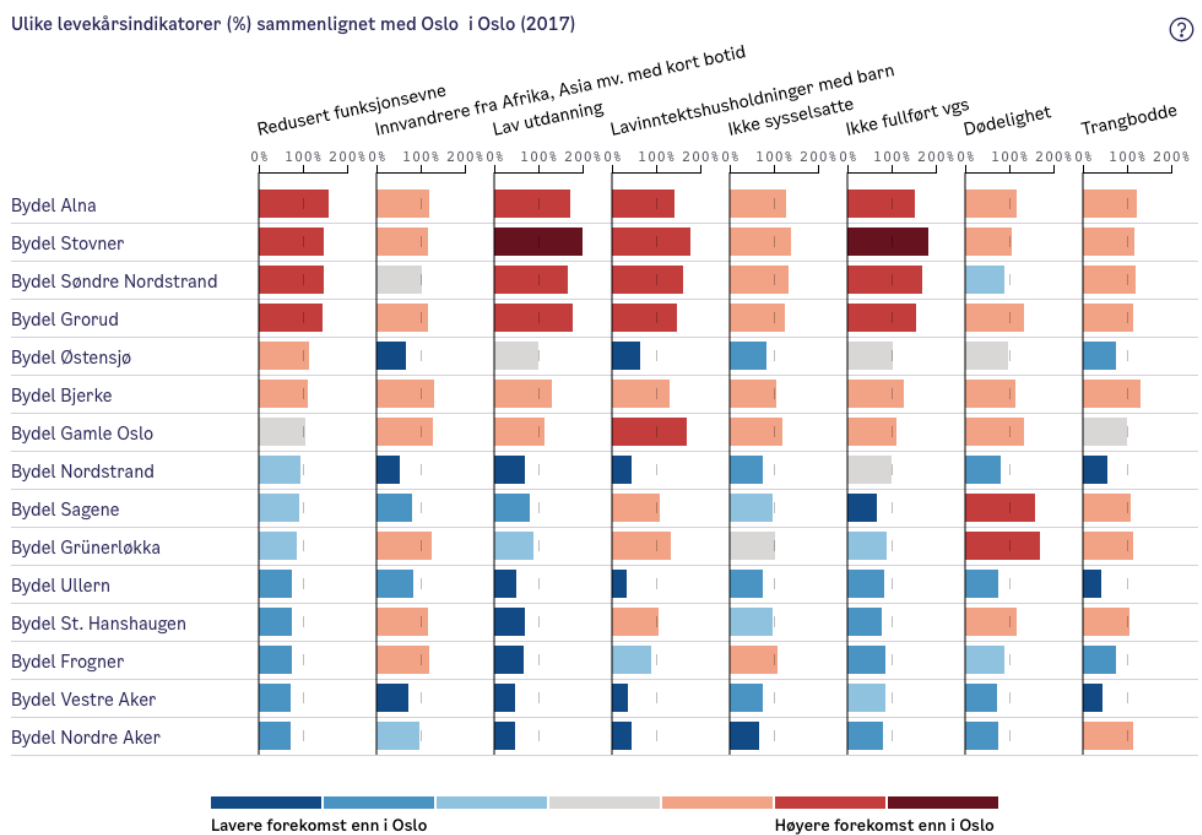 Ulike levekårsindikatorer (%) sammenlignet med Oslo i Oslo (2017)
?
Redusert funksjonsevne
Innvandrere fra Afrika, Asia mv. med kort botid
Lav utdanning
Lavinntektshusholdninger med barn
Ikke sysselsatte
Ikke fullført vgs
Dødelighet
Trangbodde
0% 100% 200% 0% 100% 200% 0% 100% 200% 0% 100% 200% 0% 100% 200% 0% 100% 200% 0% 100% 200% 0% 100% 200%
Bydel Alna
Bydel Stovner
Bydel Søndre Nordstrand
Bydel Grorud
Bydel Østensjø
Bydel Bjerke
Bydel Gamle Oslo
Bydel Nordstrand
Bydel Sagene
Bydel Grünerløkka
Bydel Ullern
Bydel St. Hanshaugen
Bydel Frogner
Bydel Vestre Aker
Bydel Nordre Aker
Lavere forekomst enn i Oslo
Høyere forekomst enn i Oslo